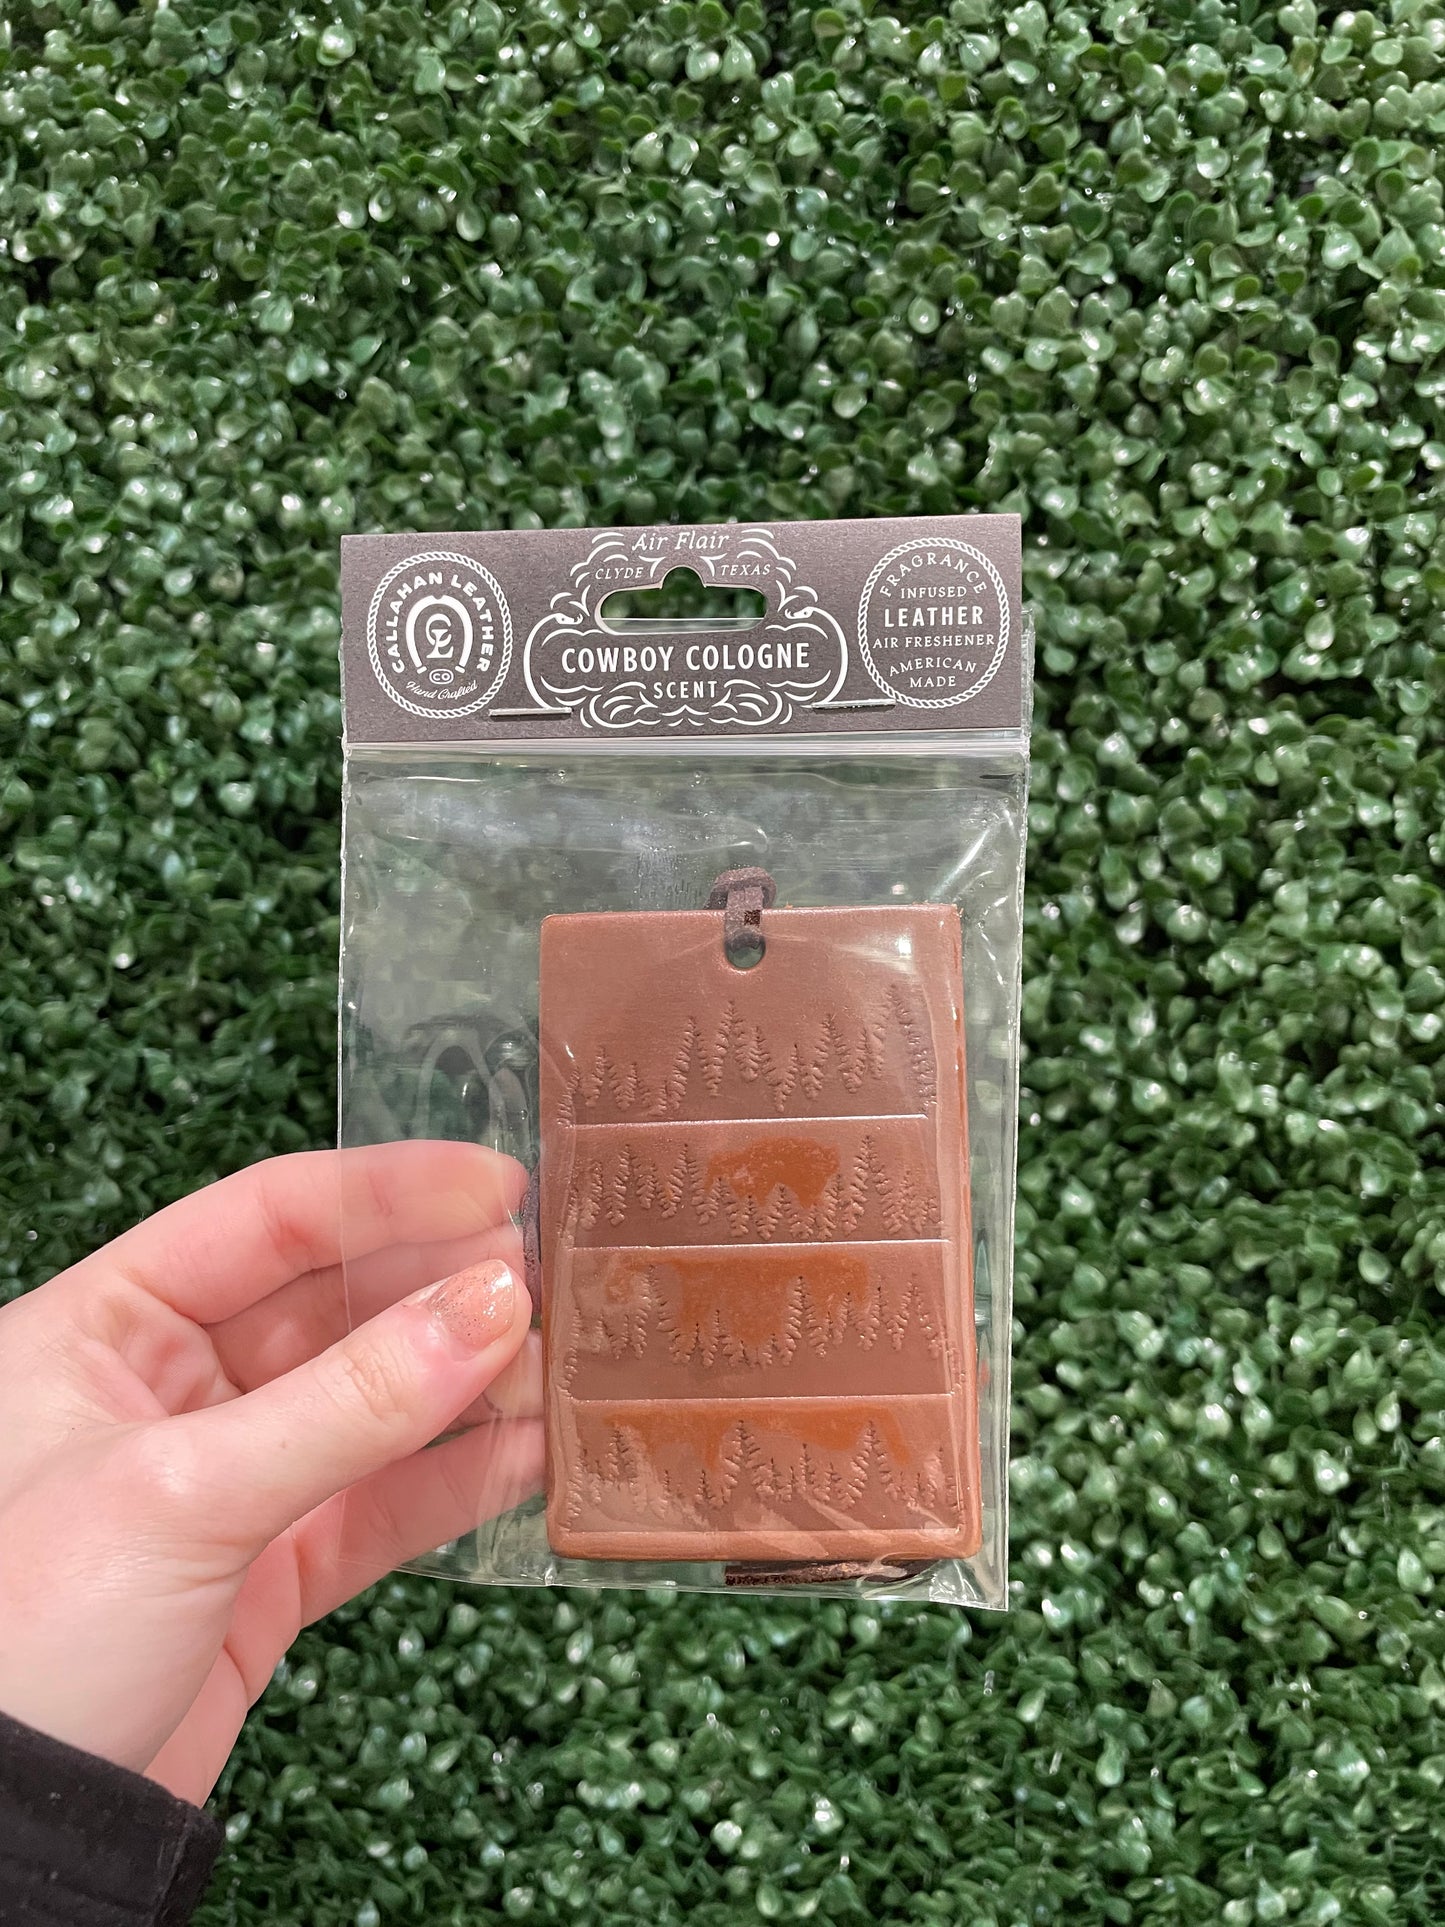 CALLAHAN LEATHER
CL
CO
Hand Crafted
Air Flair
CLYDE TEXAS
COWBOY COLOGNE
SCENT
FRAGRANCE
INFUSED
LEATHER
AIR FRESHENER
AMERICAN
MADE